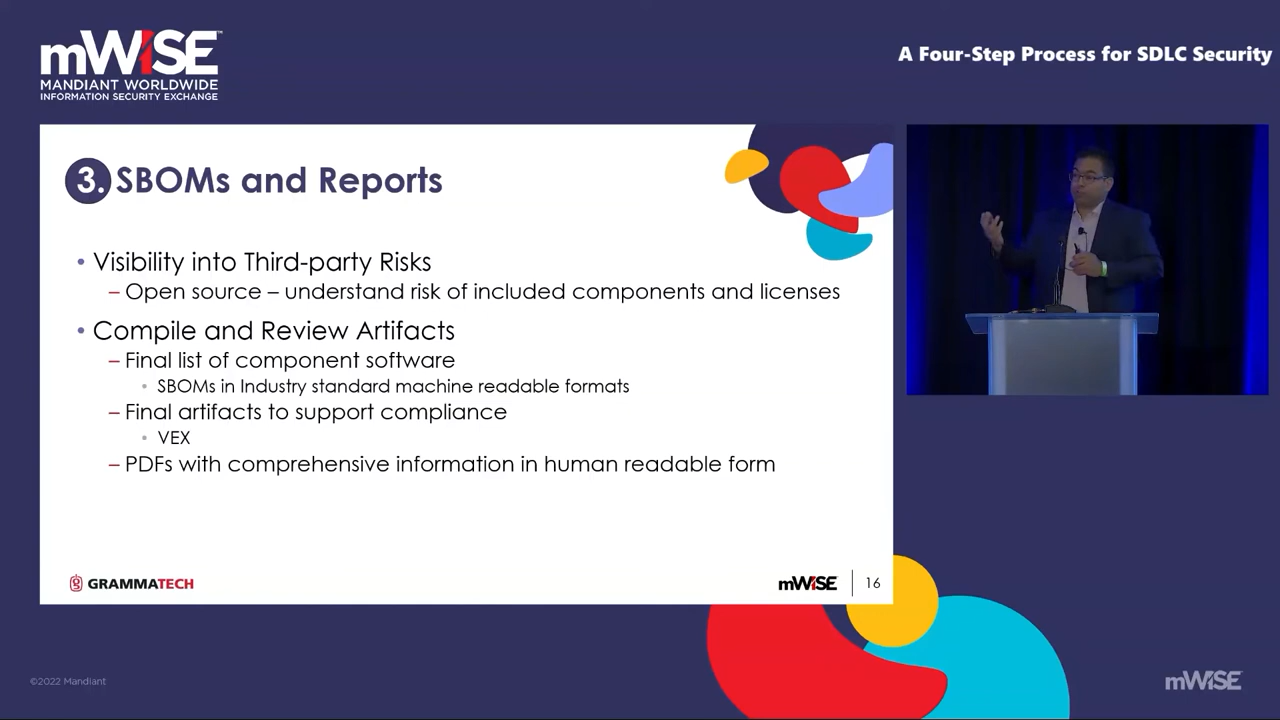 mWISE™
MANDIANT WORLDWIDE
INFORMATION SECURITY EXCHANGE
A Four-Step Process for SDLC Security
3. SBOMs and Reports
• Visibility into Third-party Risks
– Open source – understand risk of included components and licenses
• Compile and Review Artifacts
– Final list of component software
• SBOMs in Industry standard machine readable formats
– Final artifacts to support compliance
• VEX
– PDFs with comprehensive information in human readable form
GRAMMATECH
mWISE
16
©2022 Mandiant
mWISE